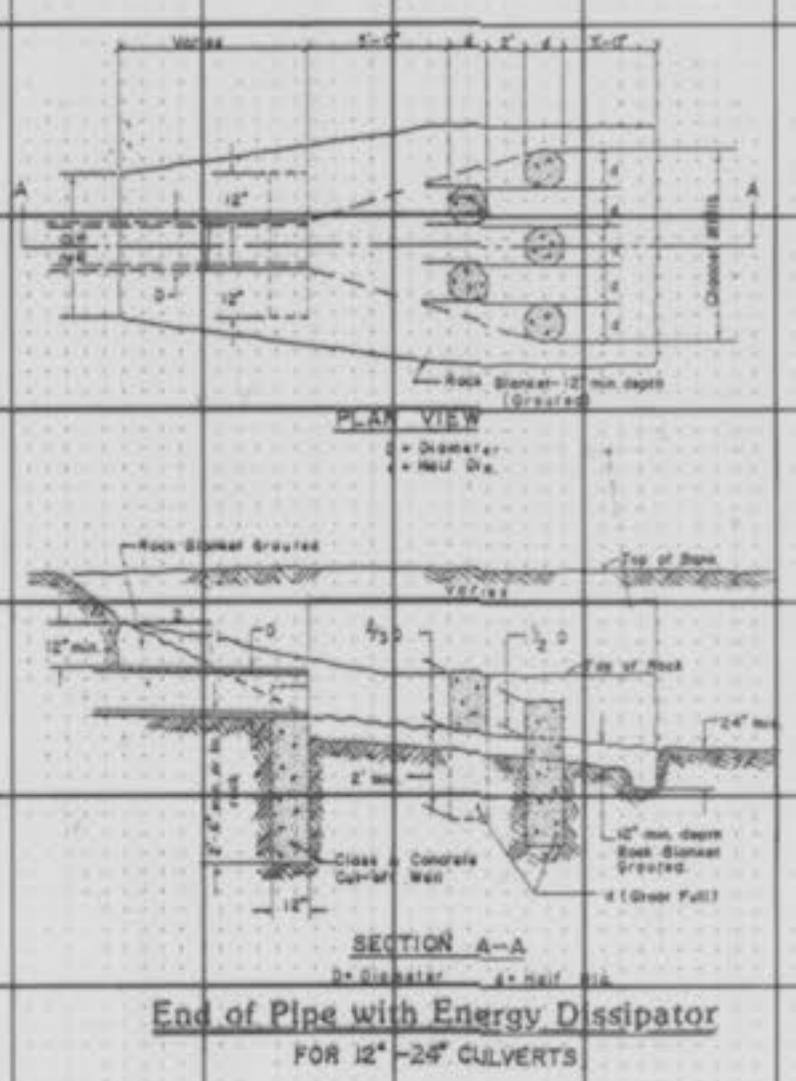 Varies 5'-0" d 2' d 5'-0"
A A
12"
d
d
d
d
d
D
12"
Channel Width
Rock Blanket-12" min. depth
(Grouted)
PLAN VIEW
D = Diameter
d = Half Dia.
Rock Blanket Grouted
Top of Bank
Varies
2
12" min.
D
D
1/2 D
Top of Rock
24" min.
2' Min.
12" min. depth
Rock Blanket
Grouted.
Class A Concrete
Cut-off Wall
d (Grout Full)
12"
SECTION A-A
D= Diameter d= Half Dia.
End of Pipe with Energy Dissipator
FOR 12"-24" CULVERTS